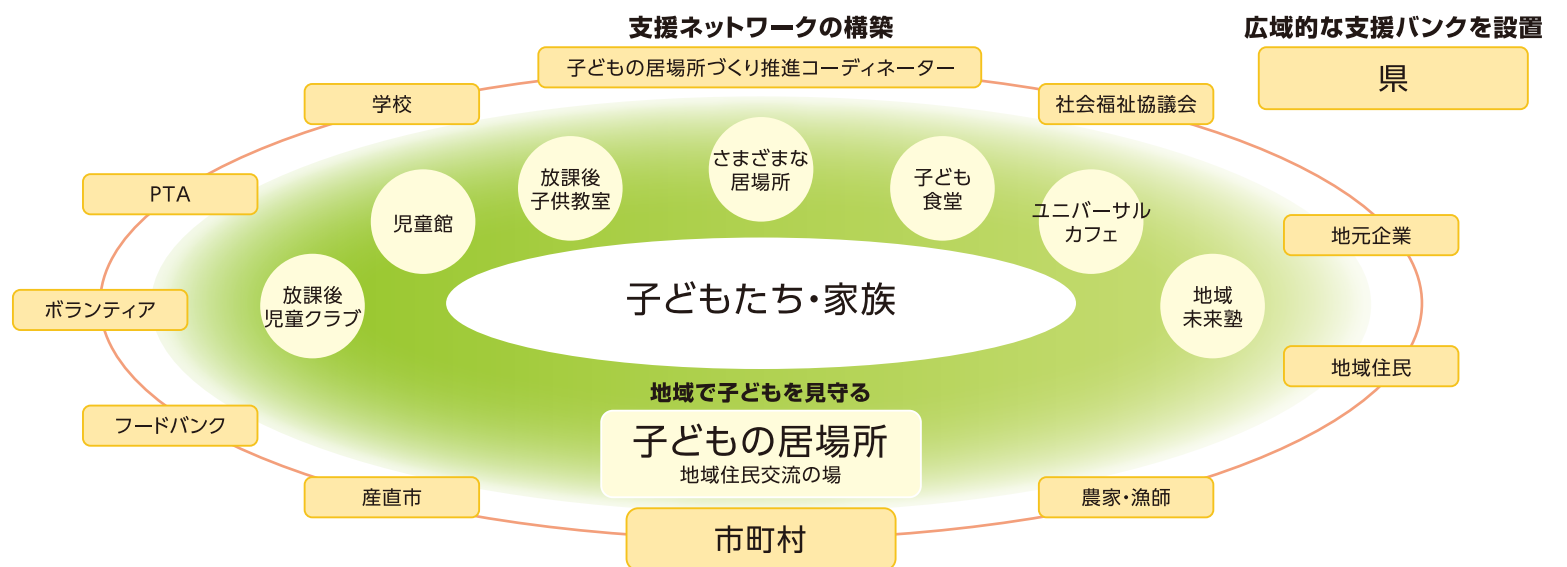 支援ネットワークの構築
広域的な支援バンクを設置
子どもの居場所づくり推進コーディネーター
県
学校
社会福祉協議会
さまざまな
居場所
放課後
子供教室
子ども
食堂
PTA
児童館
ユニバーサル
カフェ
地元企業
ボランティア
放課後
児童クラブ
子どもたち・家族
地域
未来塾
地域住民
地域で子どもを見守る
フードバンク
子どもの居場所
地域住民交流の場
産直市
農家・漁師
市町村